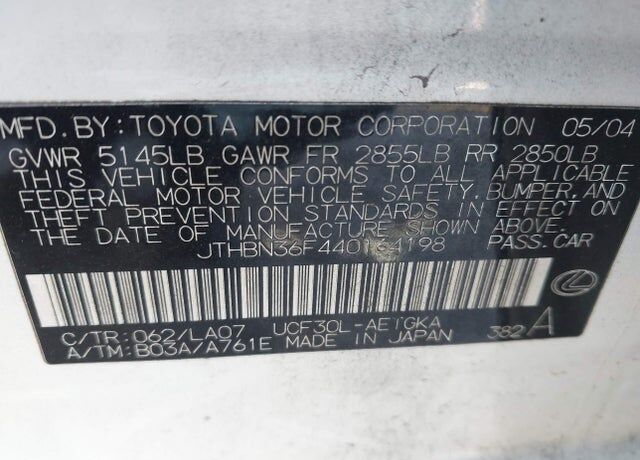 MFD. BY: TOYOTA MOTOR CORPORATION 05/04
GVWR 5145LB GAWR FR 2855LB RR 2850LB
THIS VEHICLE CONFORMS TO ALL APPLICABLE
FEDERAL MOTOR VEHICLE SAFETY, BUMPER, AND
THEFT PREVENTION STANDARDS IN EFFECT ON
THE DATE OF MANUFACTURE SHOWN ABOVE.
JTHBN36F440164198 PASS. CAR
C/TR: 062/LA07 UCF30L-AETGKA 382 A
A/TM: B03A/A761E MADE IN JAPAN